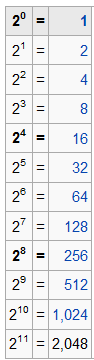 2⁰ = 1
2¹ = 2
2² = 4
2³ = 8
2⁴ = 16
2⁵ = 32
2⁶ = 64
2⁷ = 128
2⁸ = 256
2⁹ = 512
2¹⁰ = 1,024
2¹¹ = 2,048